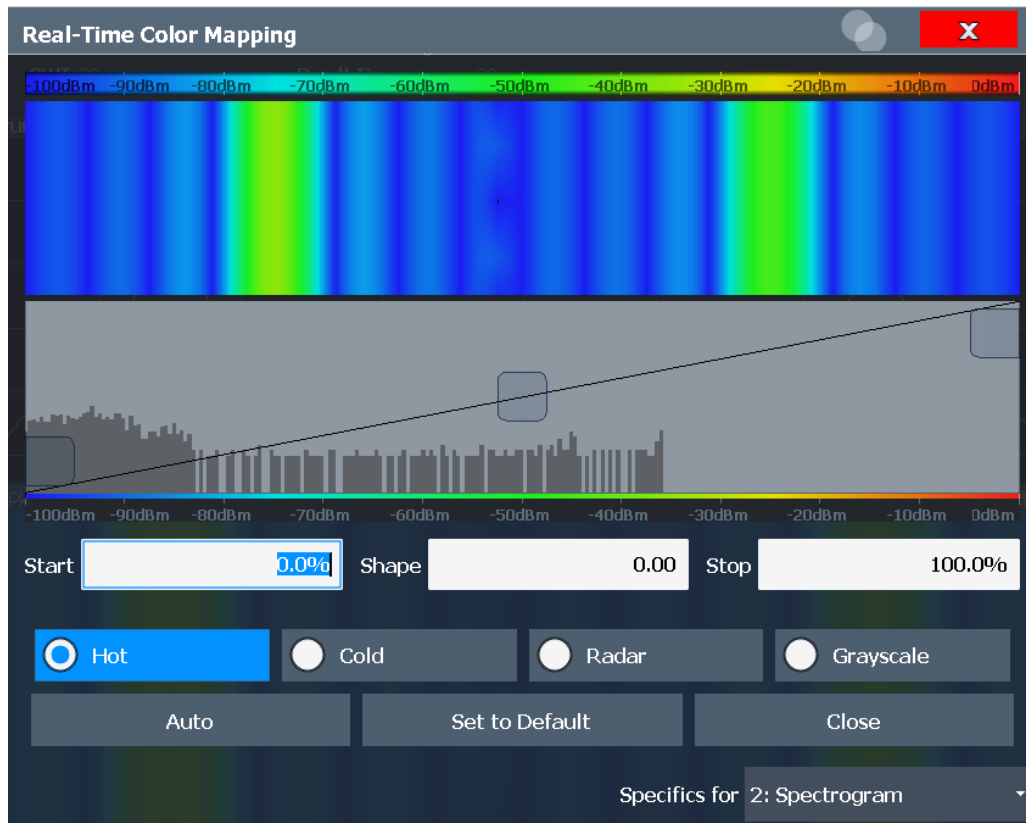 Real-Time Color Mapping X
-100dBm -90dBm -80dBm -70dBm -60dBm -50dBm -40dBm -30dBm -20dBm -10dBm 0dBm
-100dBm -90dBm -80dBm -70dBm -60dBm -50dBm -40dBm -30dBm -20dBm -10dBm 0dBm
Start 0.0% Shape 0.00 Stop 100.0%
Hot Cold Radar Grayscale
Auto Set to Default Close
Specifics for 2: Spectrogram